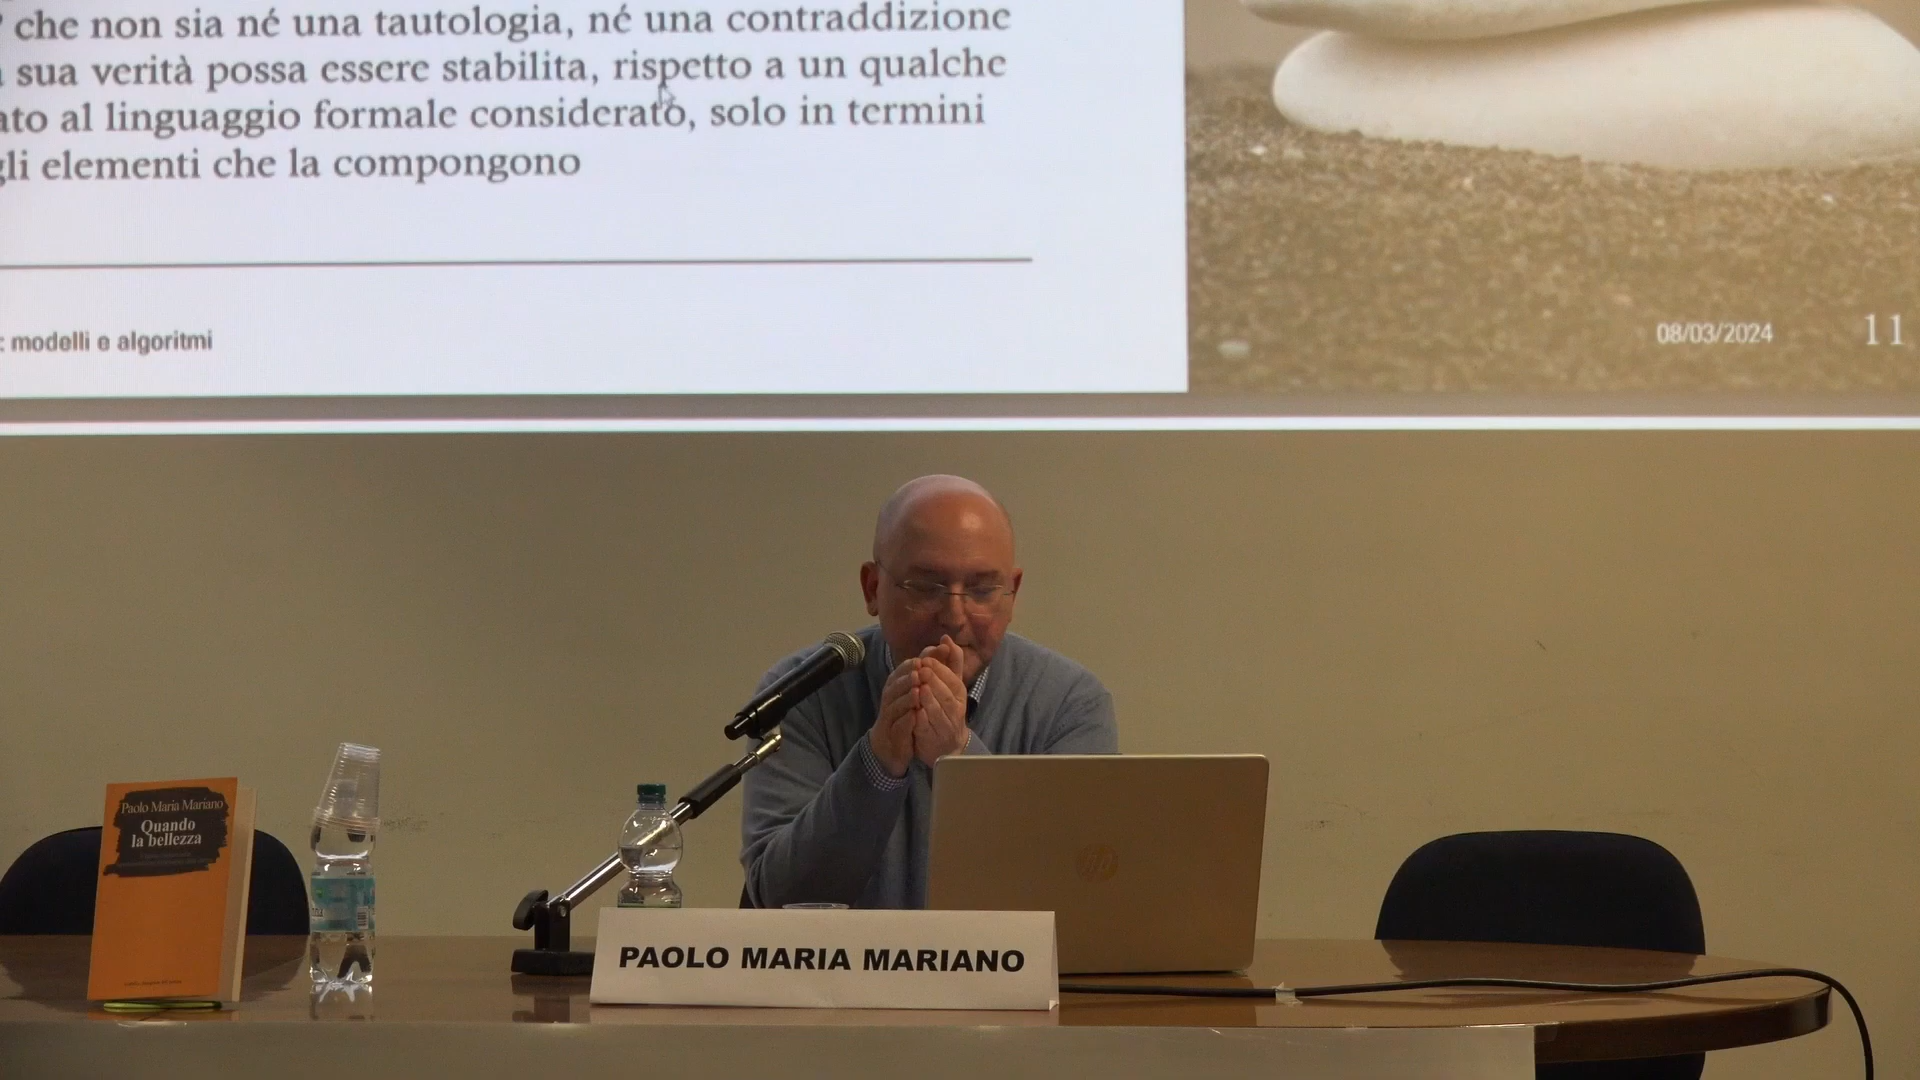 che non sia né una tautologia, né una contraddizione
sua verità possa essere stabilita, rispetto a un qualche
ato al linguaggio formale considerato, solo in termini
gli elementi che la compongono
: modelli e algoritmi
08/03/2024
11
Paolo Maria Mariano
Quando
la bellezza
hp
PAOLO MARIA MARIANO